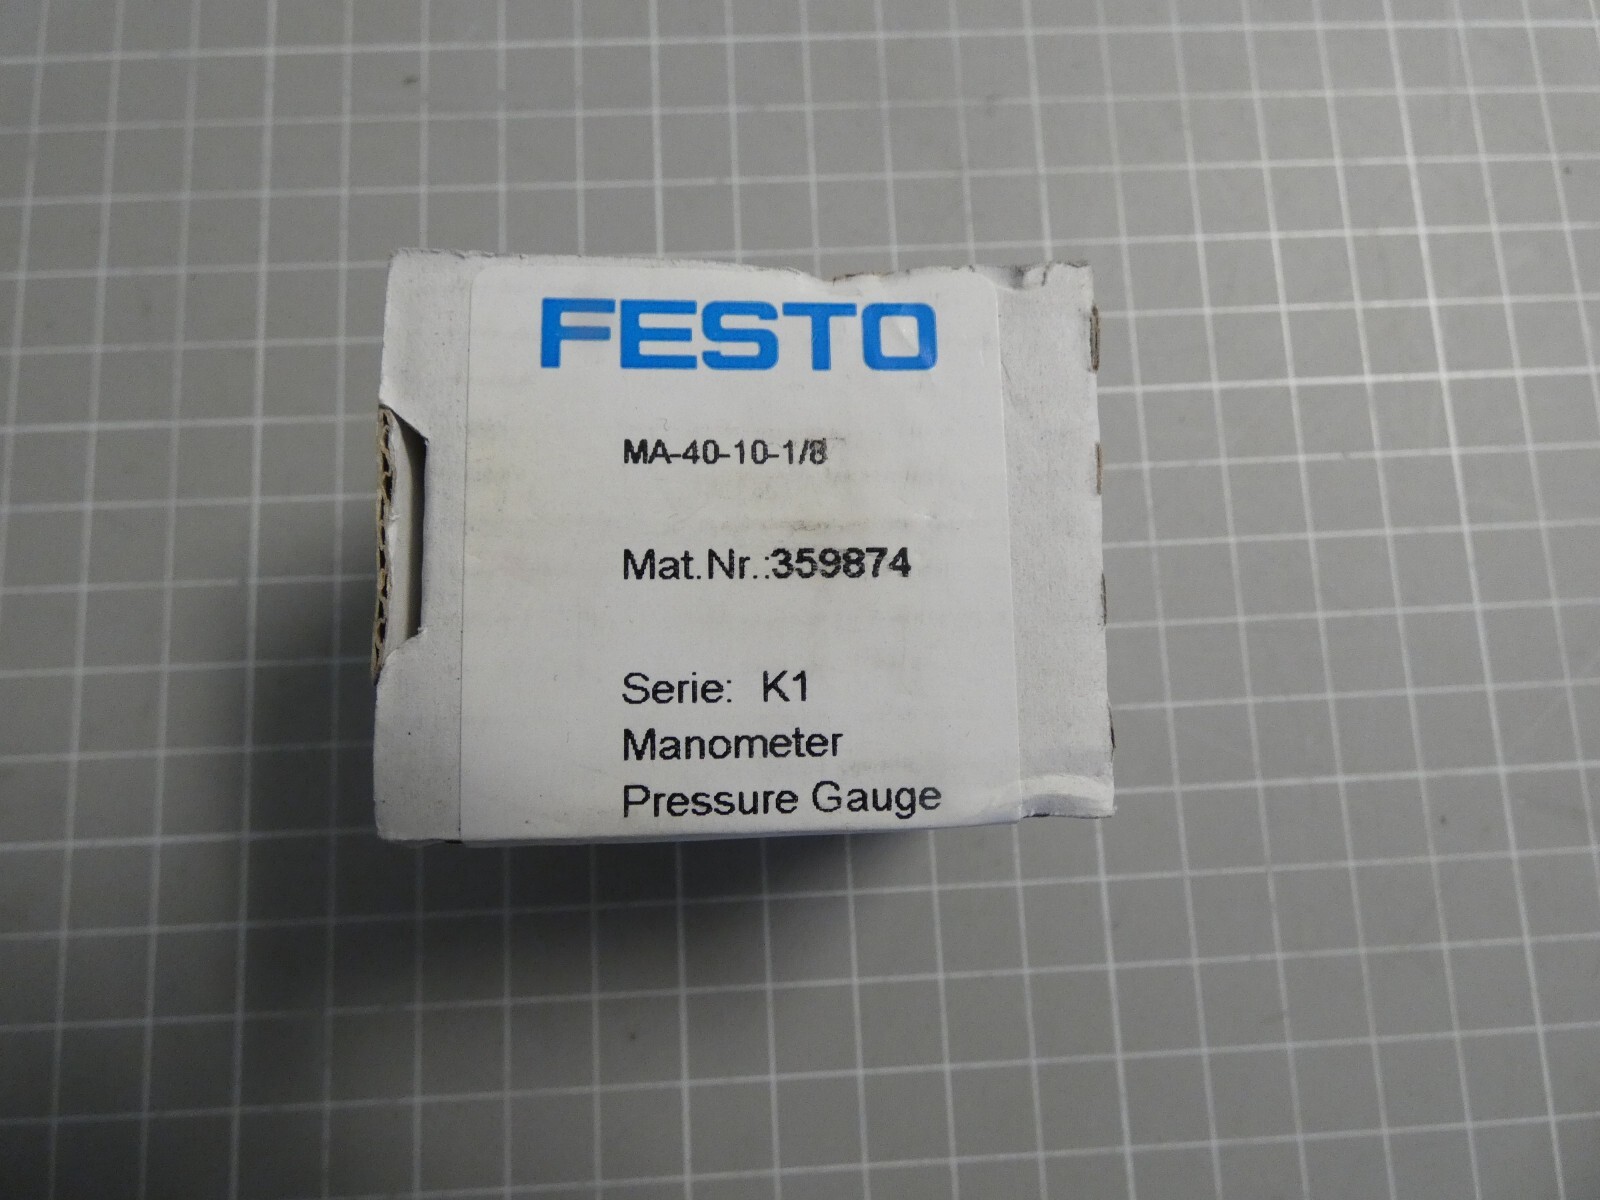 FESTO
MA-40-10-1/8
Mat.Nr.:359874
Serie: K1
Manometer
Pressure Gauge